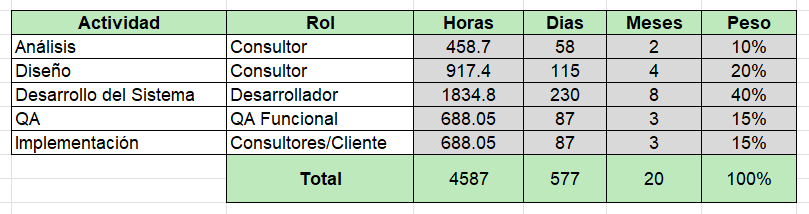 Actividad Rol Horas Dias Meses Peso
Análisis Consultor 458.7 58 2 10%
Diseño Consultor 917.4 115 4 20%
Desarrollo del Sistema Desarrollador 1834.8 230 8 40%
QA QA Funcional 688.05 87 3 15%
Implementación Consultores/Cliente 688.05 87 3 15%
Total 4587 577 20 100%